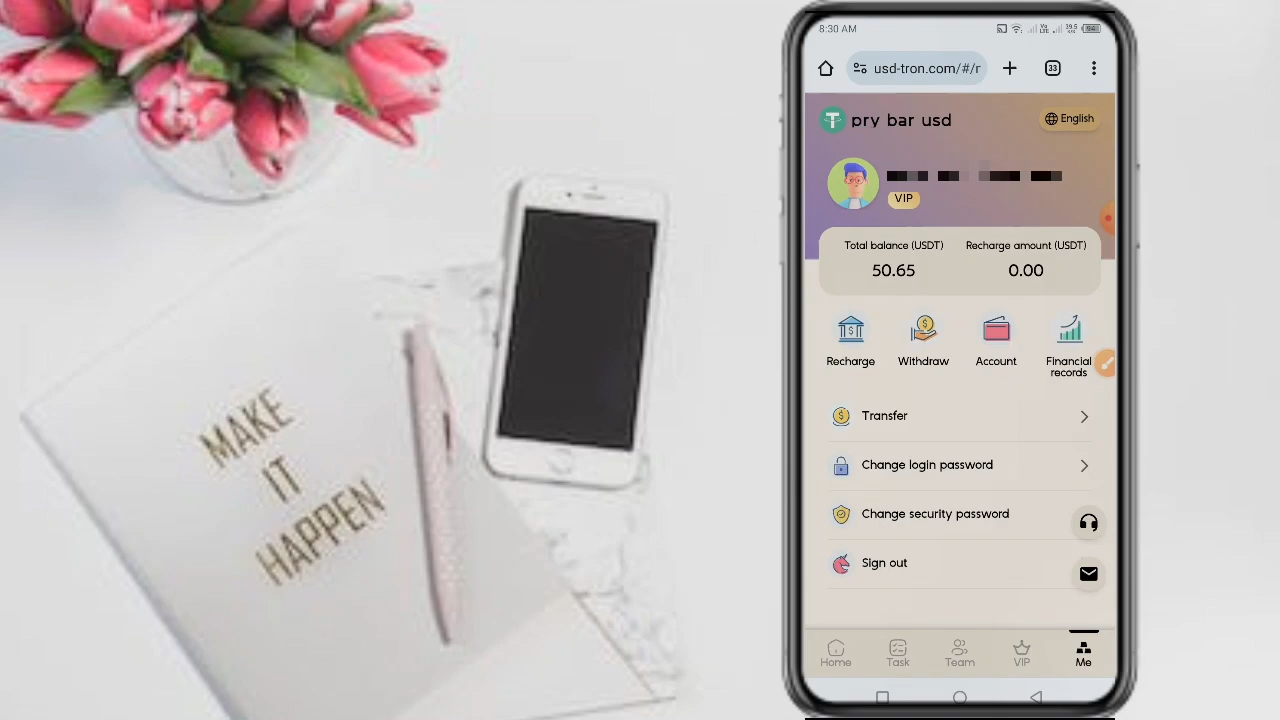 MAKE
IT
HAPPEN
8:30 AM
usd-tron.com/#/r
33
pry bar usd
English
VIP
Total balance (USDT)
Recharge amount (USDT)
50.65
0.00
Recharge
Withdraw
Account
Financial
records
Transfer
Change login password
Change security password
Sign out
Home
Task
Team
VIP
Me